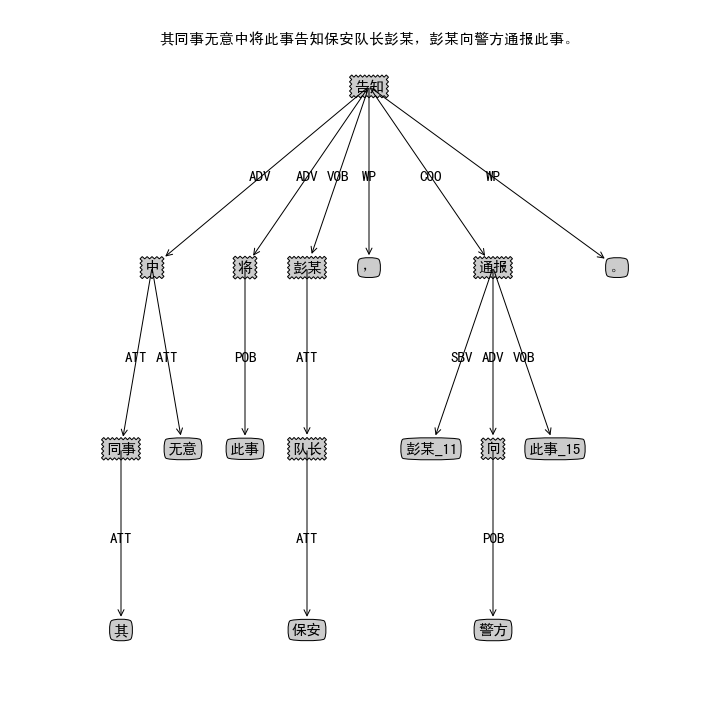 其同事无意中将此事告知保安队长彭某，彭某向警方通报此事。
告知
ADV ADV VOB WP COO WP
中 将 彭某 ， 通报 。
ATT ATT POB ATT SBV ADV VOB
同事 无意 此事 队长 彭某_11 向 此事_15
ATT ATT POB
其 保安 警方